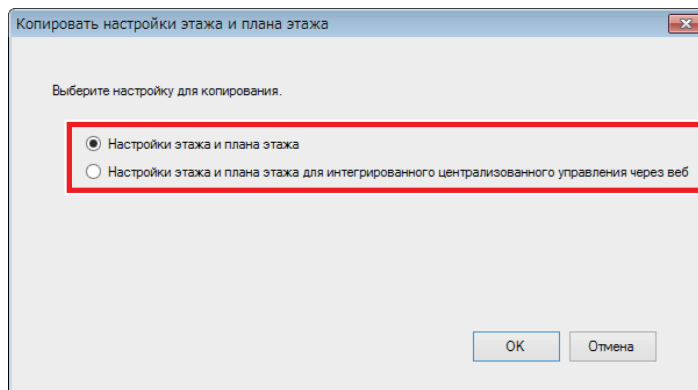 Копировать настройки этажа и плана этажа
Выберите настройку для копирования.
Настройки этажа и плана этажа
Настройки этажа и плана этажа для интегрированного централизованного управления через веб
OK
Отмена